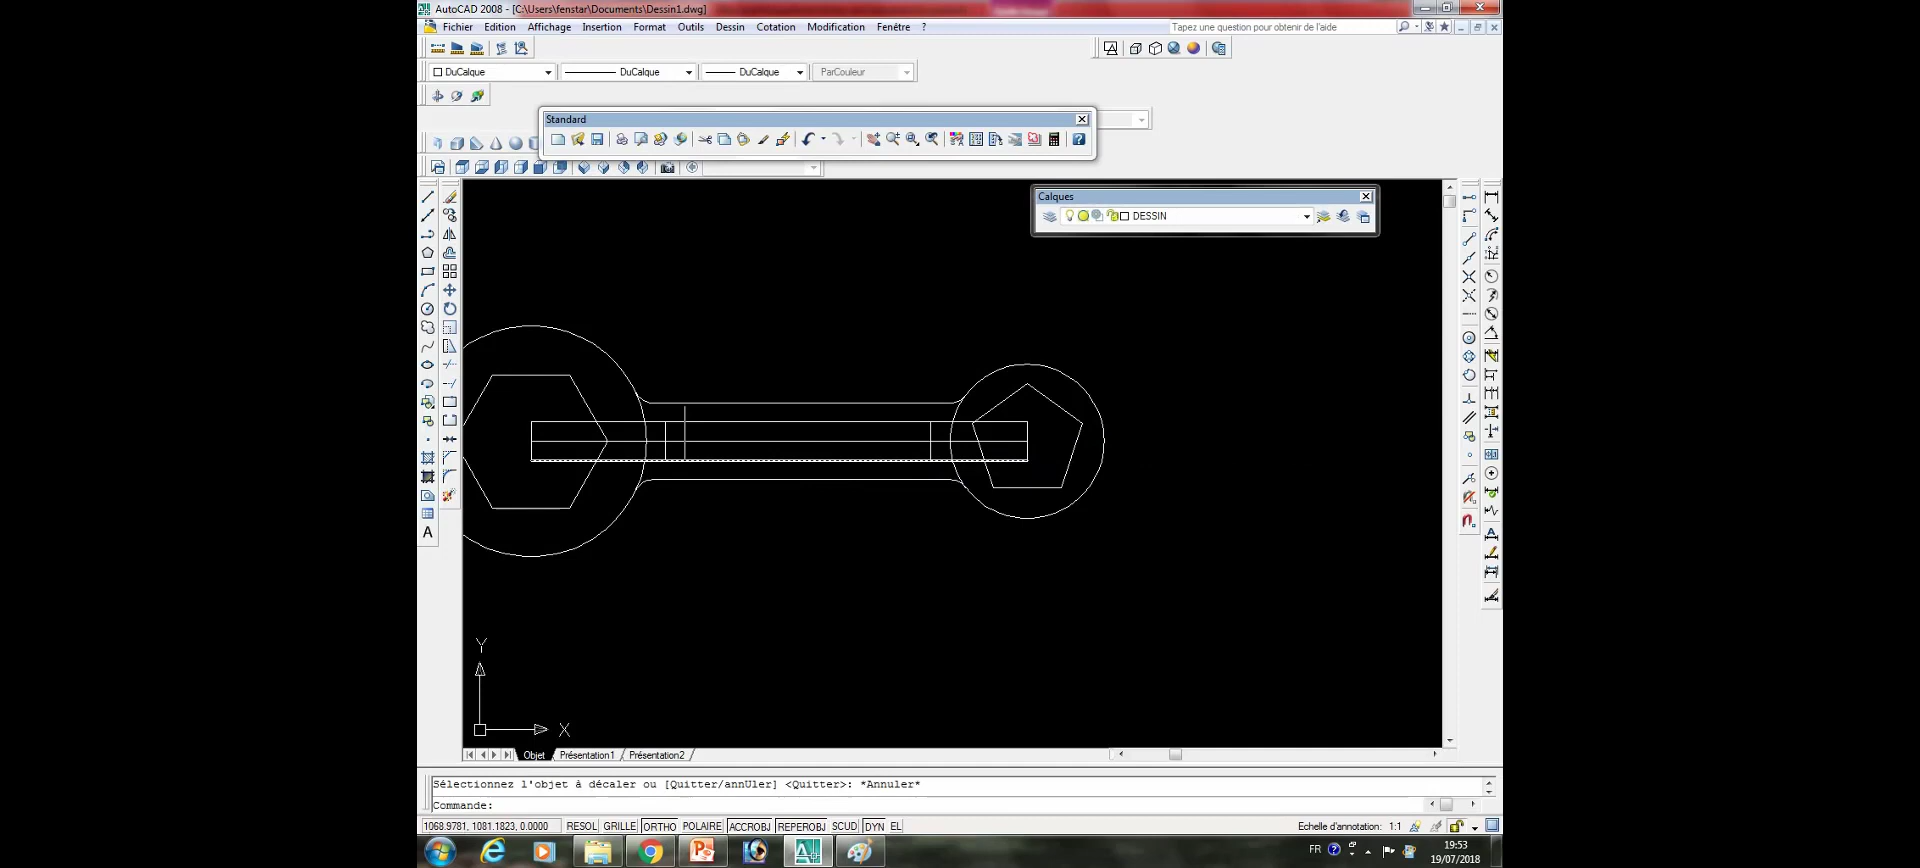 AutoCAD 2008 - [C:\Users\fenstar\Documents\Dessin1.dwg]
Fichier Edition Affichage Insertion Format Outils Dessin Cotation Modification Fenêtre ?
Tapez une question pour obtenir de l'aide
DuCalque DuCalque DuCalque ParCouleur
Standard
Calques
DESSIN
A
Y
X
Objet Présentation1 Présentation2
Sélectionnez l'objet à décaler ou [Quitter/annUler] <Quitter>: *Annuler*
Commande:
1068.9781, 1081.1823, 0.0000 RESOL GRILLE ORTHO POLAIRE ACCROBJ REPEROBJ SCUD DYN EL Echelle d'annotation: 1:1
FR 19:53
19/07/2018